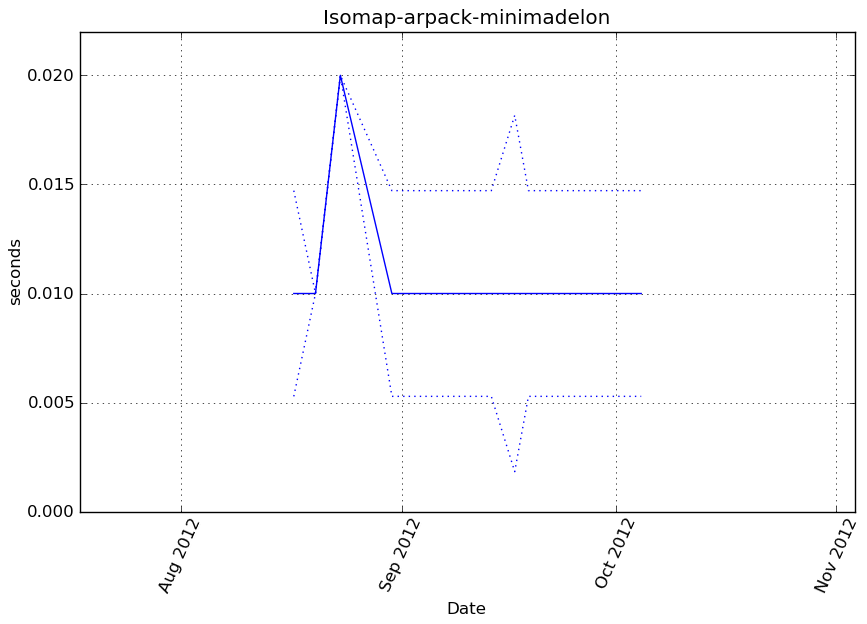 Isomap-arpack-minimadelon
0.020
0.015
0.010
0.005
0.000
seconds
Aug 2012
Sep 2012
Oct 2012
Nov 2012
Date